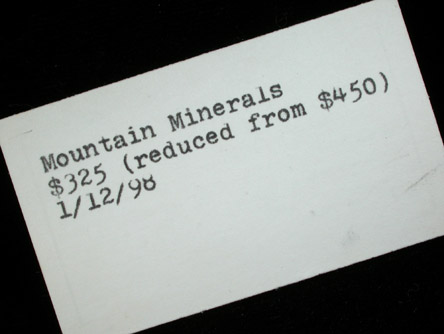 Mountain Minerals
$325 (reduced from $450)
1/12/98